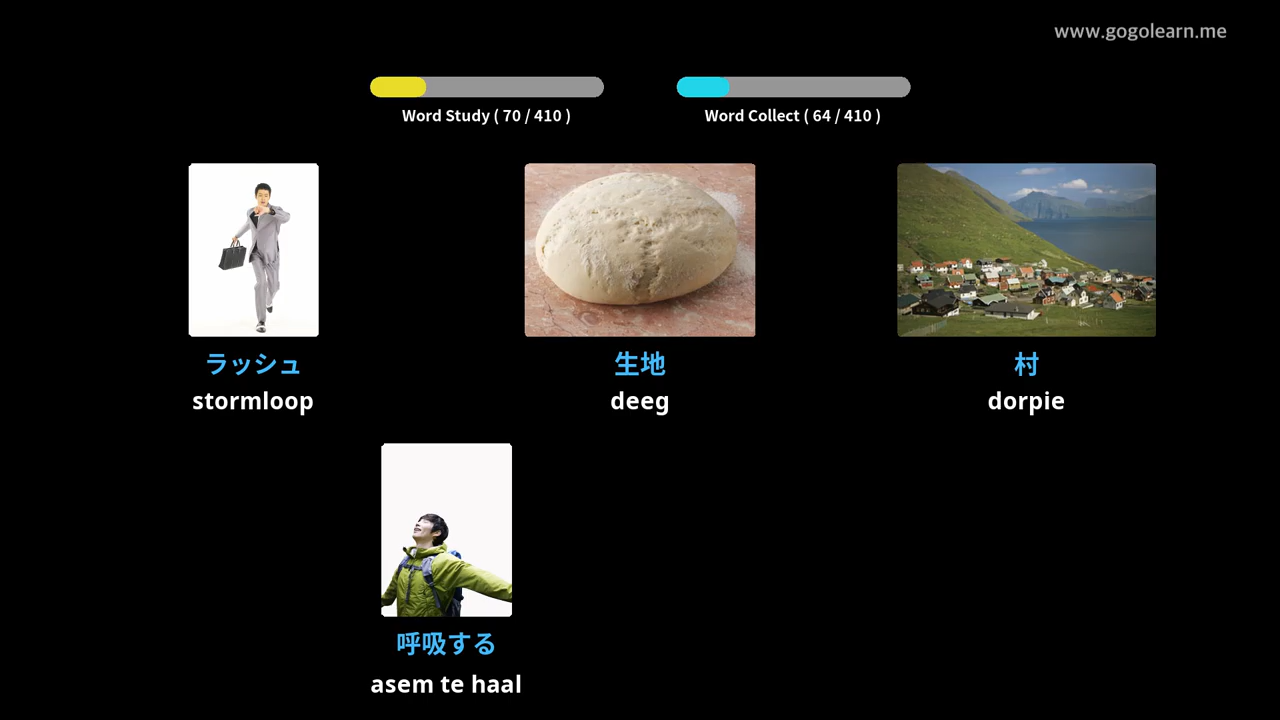 www.gogolearn.me
Word Study ( 70 / 410 )
Word Collect ( 64 / 410 )
ラッシュ
stormloop
生地
deeg
村
dorpie
呼吸する
asem te haal